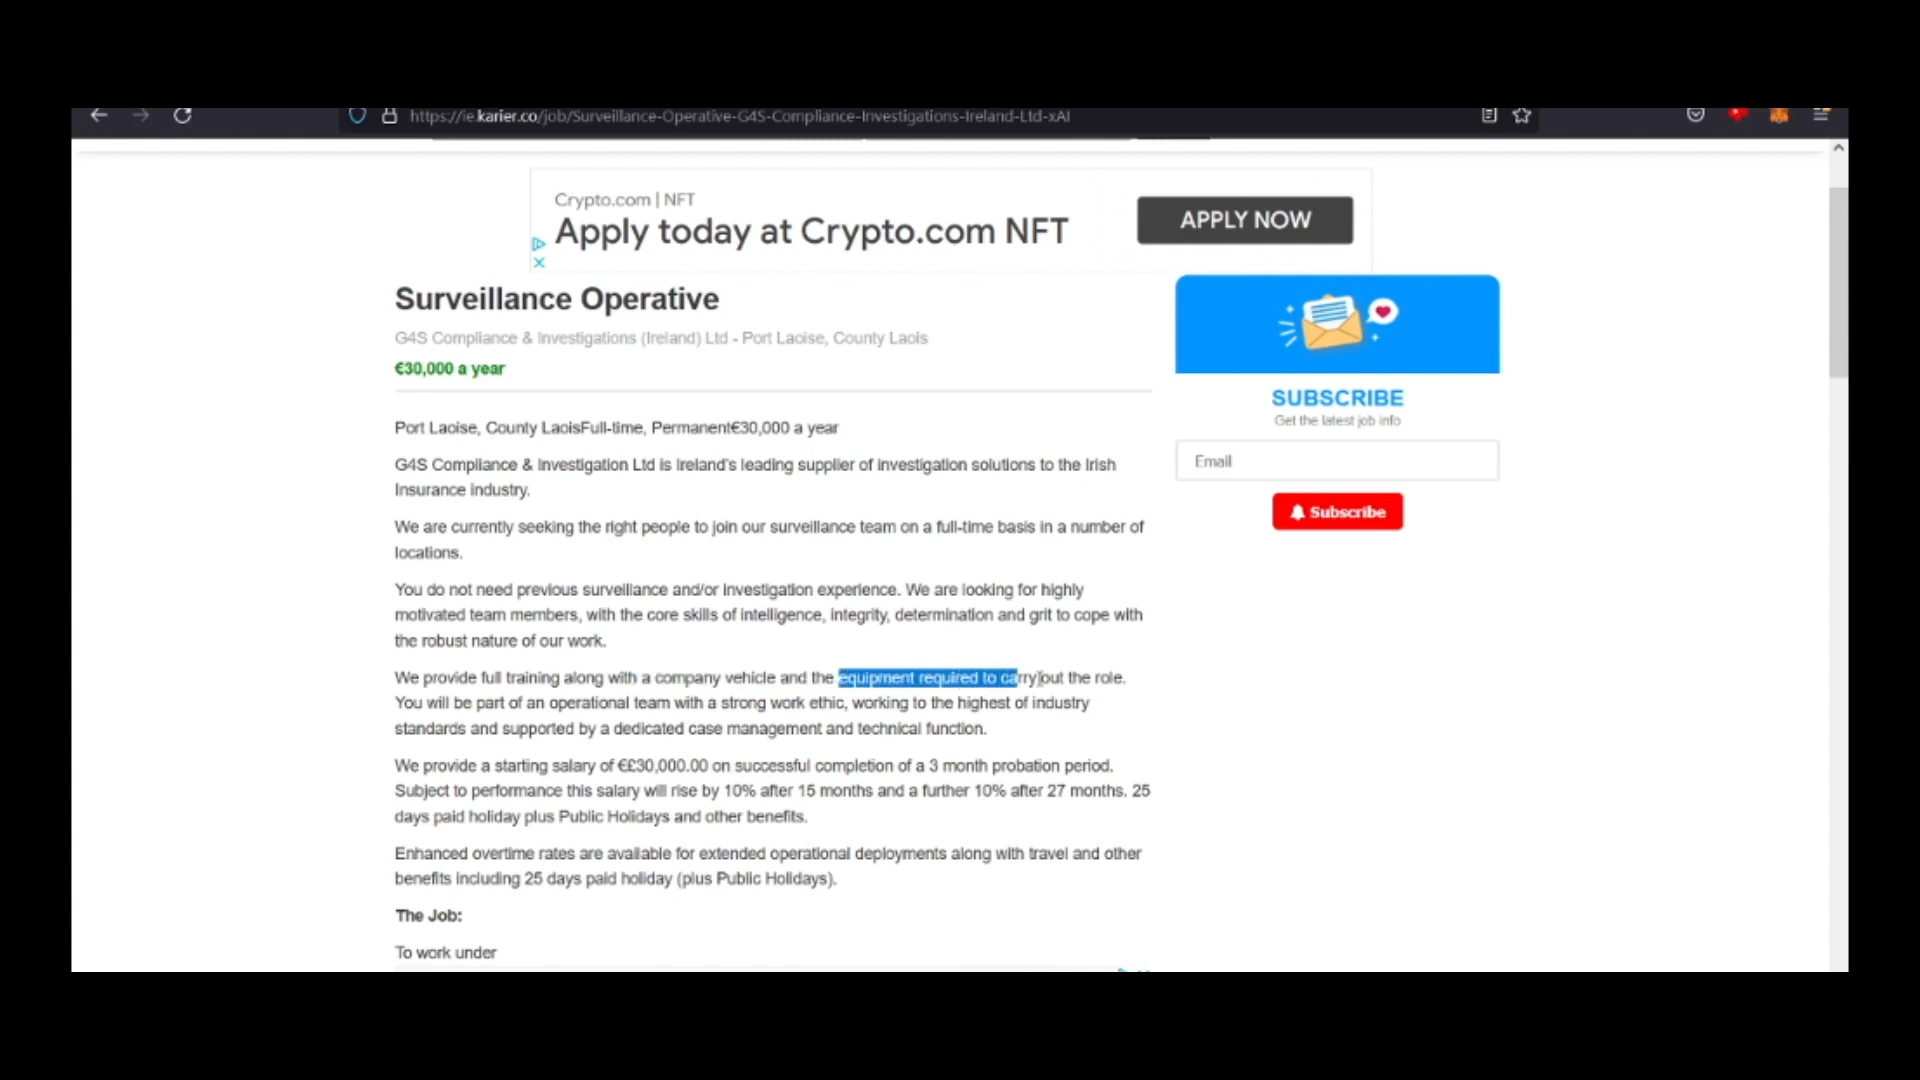 https://ie.karier.co/job/Surveillance-Operative-G4S-Compliance-Investigations-Ireland-Ltd-xAI
Crypto.com | NFT
Apply today at Crypto.com NFT
APPLY NOW
Surveillance Operative
G4S Compliance & Investigations (Ireland) Ltd - Port Laoise, County Laois
€30,000 a year
Port Laoise, County LaoisFull-time, Permanent€30,000 a year
G4S Compliance & Investigation Ltd is Ireland's leading supplier of investigation solutions to the Irish
Insurance industry.
We are currently seeking the right people to join our surveillance team on a full-time basis in a number of
locations.
You do not need previous surveillance and/or investigation experience. We are looking for highly
motivated team members, with the core skills of intelligence, integrity, determination and grit to cope with
the robust nature of our work.
We provide full training along with a company vehicle and the equipment required to carry out the role.
You will be part of an operational team with a strong work ethic, working to the highest of industry
standards and supported by a dedicated case management and technical function.
We provide a starting salary of €£30,000.00 on successful completion of a 3 month probation period.
Subject to performance this salary will rise by 10% after 15 months and a further 10% after 27 months. 25
days paid holiday plus Public Holidays and other benefits.
Enhanced overtime rates are available for extended operational deployments along with travel and other
benefits including 25 days paid holiday (plus Public Holidays).
The Job:
To work under
SUBSCRIBE
Get the latest job info
Email
Subscribe